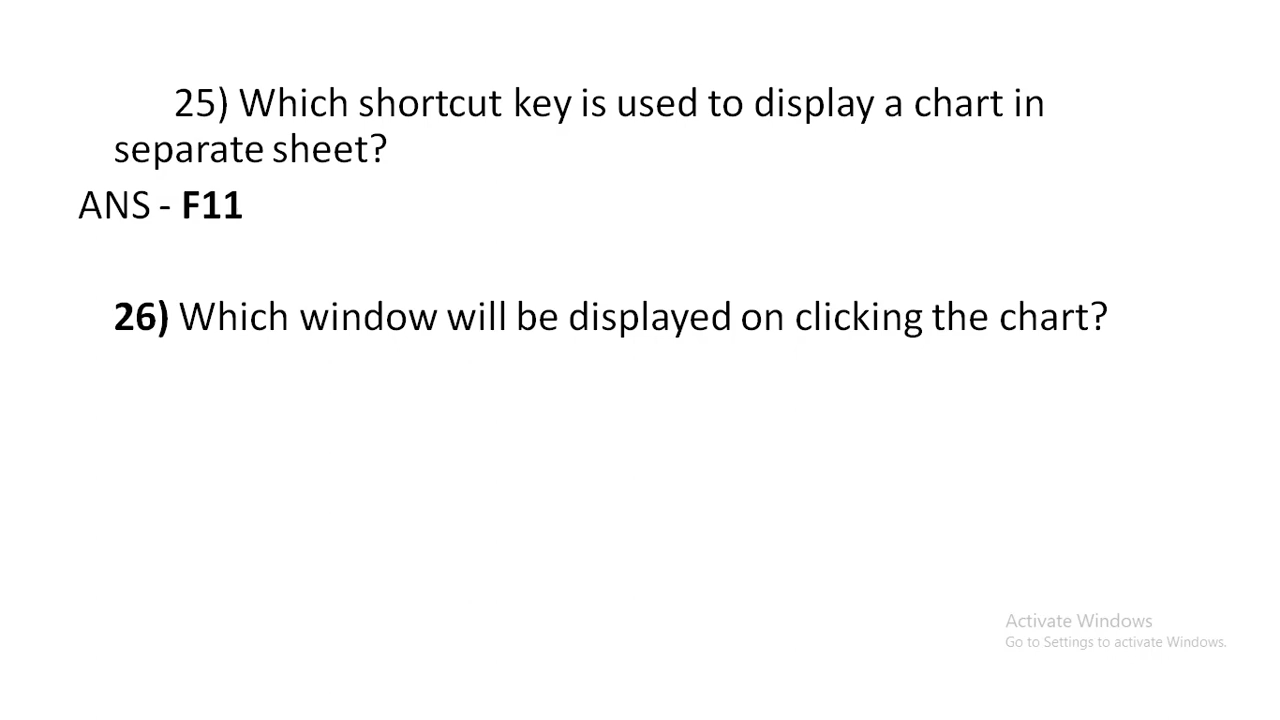 25) Which shortcut key is used to display a chart in
separate sheet?
ANS - F11
26) Which window will be displayed on clicking the chart?
Activate Windows
Go to Settings to activate Windows.